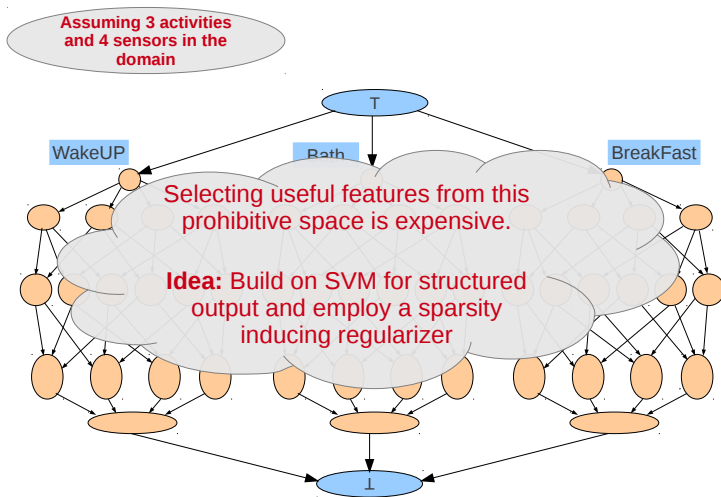 Assuming 3 activities
and 4 sensors in the
domain
T
WakeUP
Bath
BreakFast
Selecting useful features from this
prohibitive space is expensive.
Idea: Build on SVM for structured
output and employ a sparsity
inducing regularizer
⊥